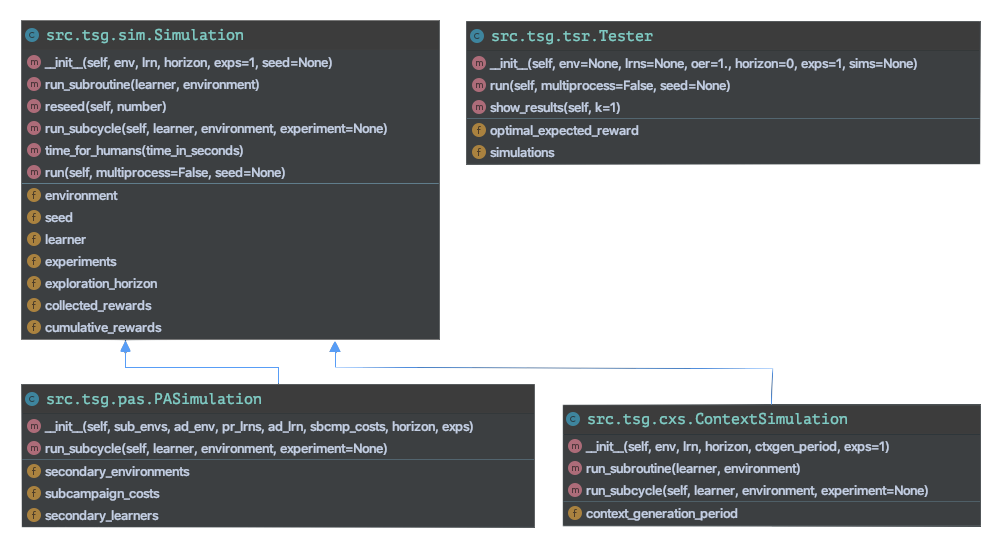 C src.tsg.sim.Simulation
m __init__(self, env, lrn, horizon, exps=1, seed=None)
m run_subroutine(learner, environment)
m reseed(self, number)
m run_subcycle(self, learner, environment, experiment=None)
m time_for_humans(time_in_seconds)
m run(self, multiprocess=False, seed=None)
f environment
f seed
f learner
f experiments
f exploration_horizon
f collected_rewards
f cumulative_rewards
C src.tsg.tsr.Tester
m __init__(self, env=None, lrns=None, oer=1., horizon=0, exps=1, sims=None)
m run(self, multiprocess=False, seed=None)
m show_results(self, k=1)
f optimal_expected_reward
f simulations
C src.tsg.pas.PASimulation
m __init__(self, sub_envs, ad_env, pr_lrns, ad_lrn, sbcmp_costs, horizon, exps)
m run_subcycle(self, learner, environment, experiment=None)
f secondary_environments
f subcampaign_costs
f secondary_learners
C src.tsg.cxs.ContextSimulation
m __init__(self, env, lrn, horizon, ctxgen_period, exps=1)
m run_subroutine(learner, environment)
m run_subcycle(self, learner, environment, experiment=None)
f context_generation_period